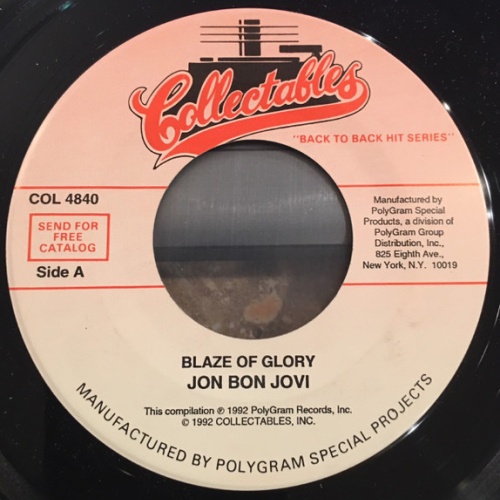 Collectables
"BACK TO BACK HIT SERIES"
COL 4840
SEND FOR
FREE
CATALOG
Side A
Manufactured by
PolyGram Special
Products, a division of
PolyGram Group
Distribution, Inc.,
825 Eighth Ave.,
New York, N.Y. 10019
BLAZE OF GLORY
JON BON JOVI
This compilation ℗ 1992 PolyGram Records, Inc.
© 1992 COLLECTABLES, INC.
MANUFACTURED BY POLYGRAM SPECIAL PROJECTS